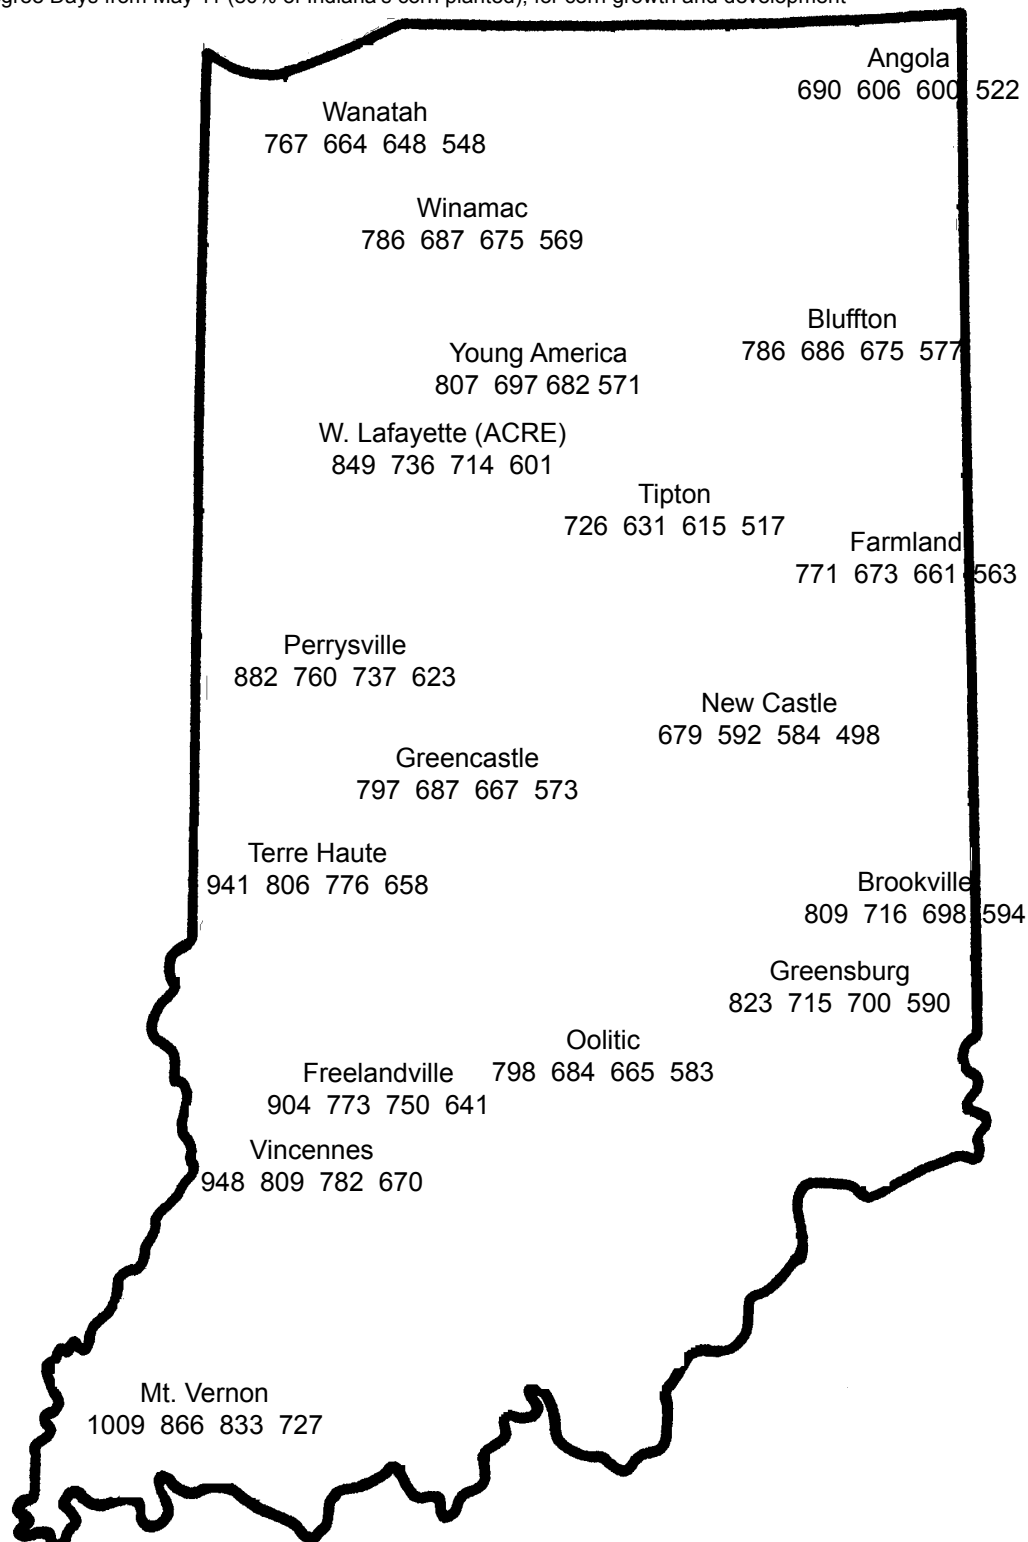 Days from May 11 (50% of Indiana's corn planted), for corn growth and development
Angola
690 606 600 522
Wanatah
767 664 648 548
Winamac
786 687 675 569
Bluffton
786 686 675 577
Young America
807 697 682 571
W. Lafayette (ACRE)
849 736 714 601
Tipton
726 631 615 517
Farmland
771 673 661 563
Perrysville
882 760 737 623
New Castle
679 592 584 498
Greencastle
797 687 667 573
Terre Haute
941 806 776 658
Brookville
809 716 698 594
Greensburg
823 715 700 590
Oolitic
798 684 665 583
Freelandville
904 773 750 641
Vincennes
948 809 782 670
Mt. Vernon
1009 866 833 727